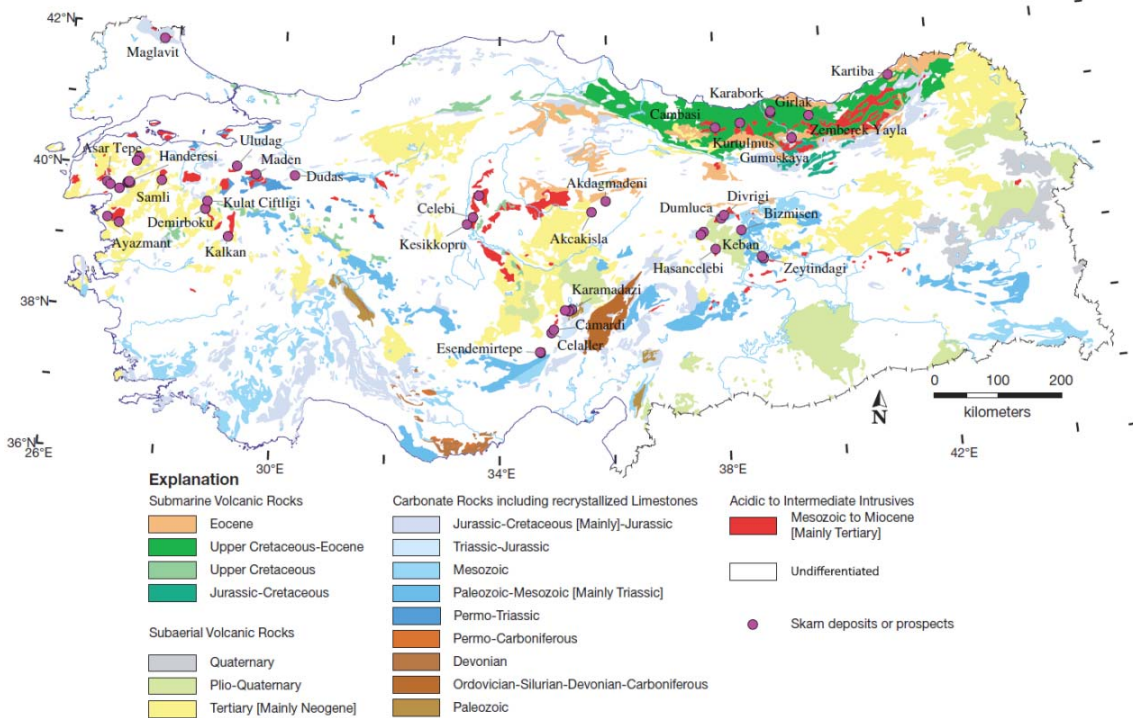 42°N
Maglavit
Kartiba
Karabork
Girlak
Cambasi
Uludag
Zemberek Yayla
Asar Tepe
Handeresi
Maden
Kurtulmus
40°N
Gumuskaya
Dudas
Akdagmadeni
Divrigi
Samli
Kulat Ciftligi
Celebi
Dumluca
Bizmisen
Demirboku
Ayazmant
Kesikkopru
Akcakisla
Keban
Kalkan
Hasancelebi
Zeytindagi
Karamadazi
38°N
Camardi
Esendemirtepe
Celaller
0 100 200
N
kilometers
36°N
26°E
30°E
34°E
38°E
42°E
Explanation
Submarine Volcanic Rocks
Eocene
Upper Cretaceous-Eocene
Upper Cretaceous
Jurassic-Cretaceous
Subaerial Volcanic Rocks
Quaternary
Plio-Quaternary
Tertiary [Mainly Neogene]
Carbonate Rocks including recrystallized Limestones
Jurassic-Cretaceous [Mainly]-Jurassic
Triassic-Jurassic
Mesozoic
Paleozoic-Mesozoic [Mainly Triassic]
Permo-Triassic
Permo-Carboniferous
Devonian
Ordovician-Silurian-Devonian-Carboniferous
Paleozoic
Acidic to Intermediate Intrusives
Mesozoic to Miocene
[Mainly Tertiary]
Undifferentiated
Skarn deposits or prospects